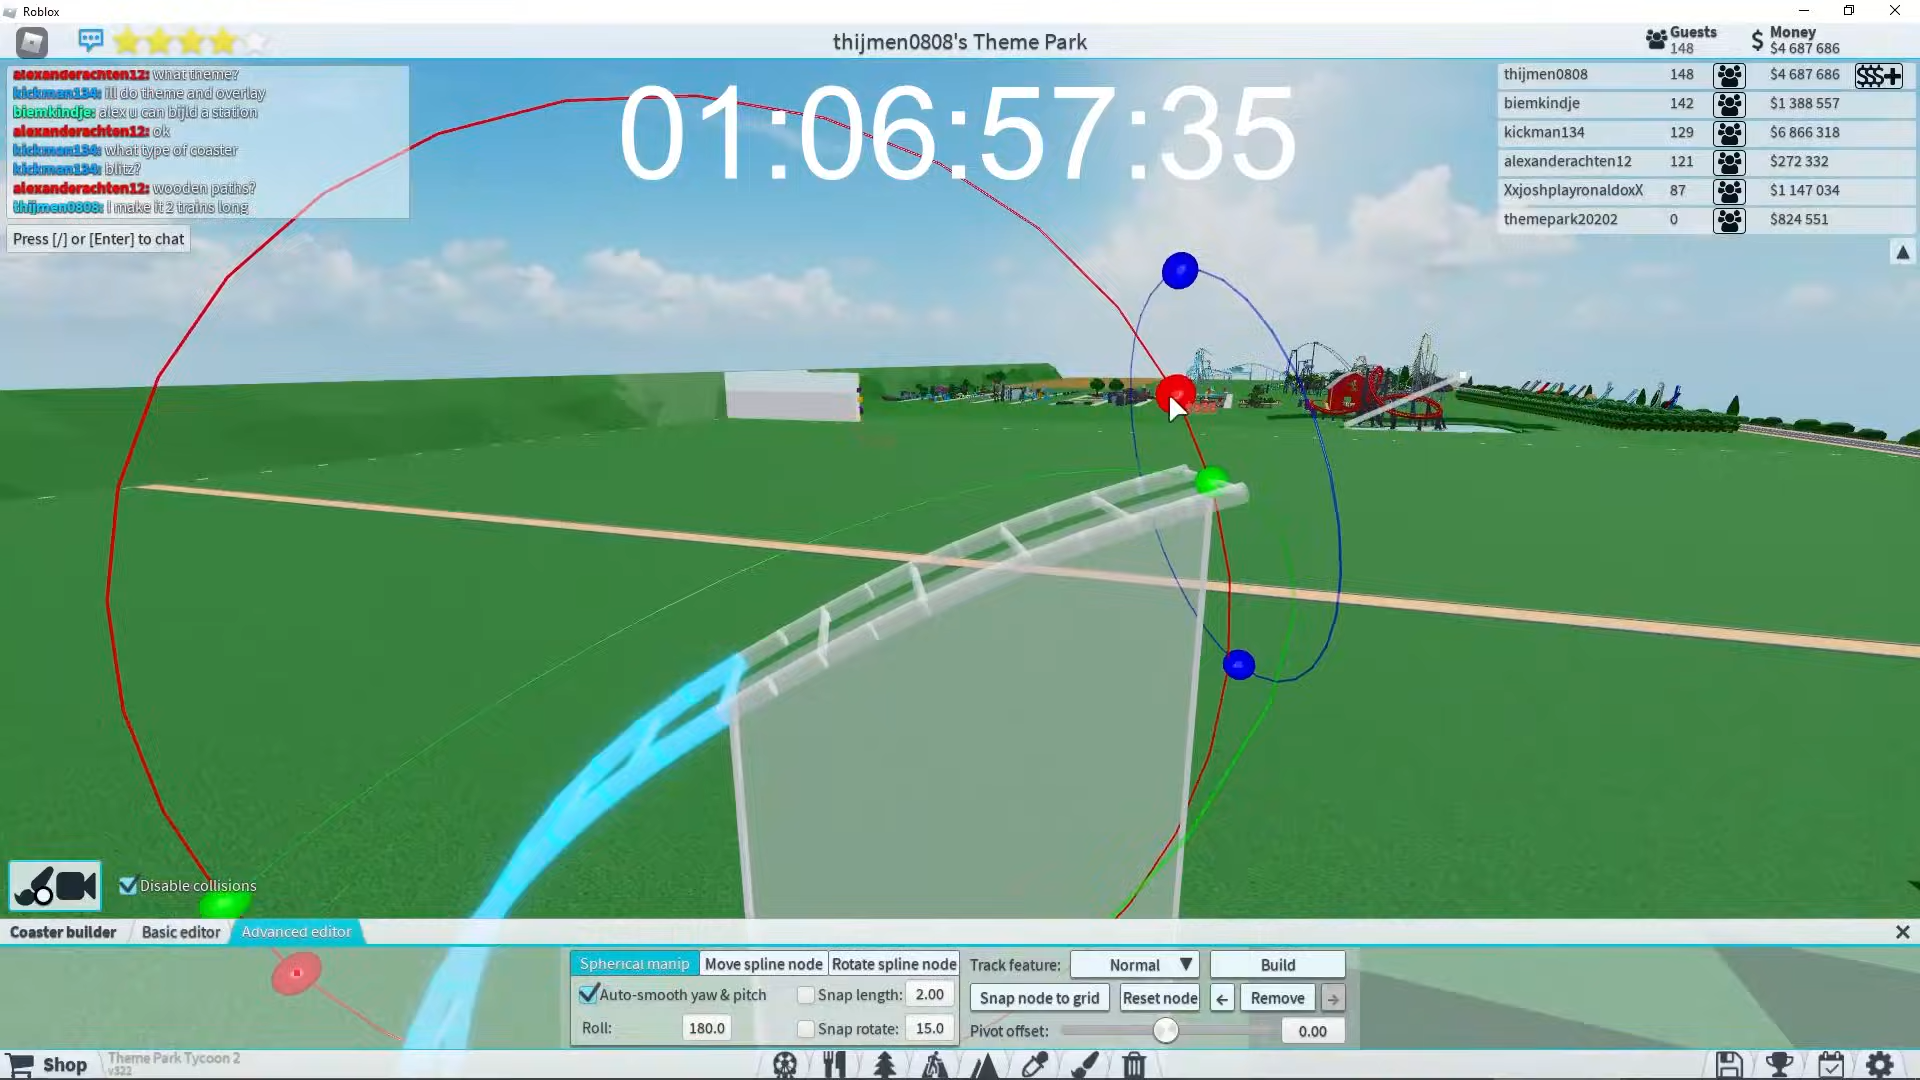 Roblox
thijmen0808's Theme Park
Guests
148
Money
$4 687 686
alexanderachten12: what theme?
kickman134: ill do theme and overlay
biemkindje: alex u can bijld a station
alexanderachten12: ok
kickman134: what type of coaster
kickman134: blitz?
alexanderachten12: wooden paths?
thijmen0808: I make it 2 trains long
Press [/] or [Enter] to chat
01:06:57:35
thijmen0808 148 $4 687 686 $$$+
biemkindje 142 $1 388 557
kickman134 129 $6 866 318
alexanderachten12 121 $272 332
XxjoshplayronaldoxX 87 $1 147 034
themepark20202 0 $824 551
Disable collisions
Coaster builder Basic editor Advanced editor
Spherical manip Move spline node Rotate spline node
Auto-smooth yaw & pitch Snap length: 2.00
Roll: 180.0 Snap rotate: 15.0
Track feature: Normal Build
Snap node to grid Reset node Remove
Pivot offset: 0.00
Shop
Theme Park Tycoon 2
v322